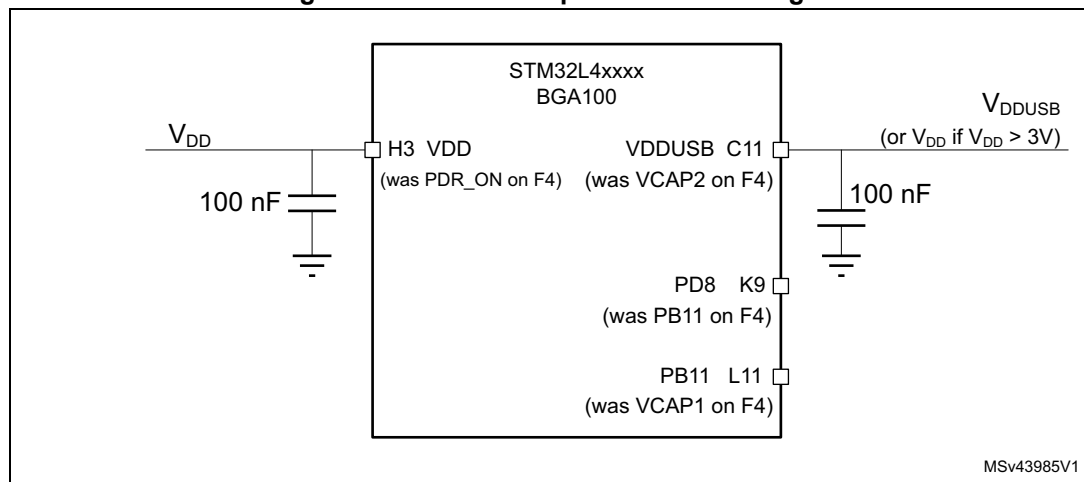 STM32L4xxxx
BGA100
V_DD
H3 VDD
(was PDR_ON on F4)
100 nF
VDDUSB C11
(was VCAP2 on F4)
V_DDUSB
(or V_DD if V_DD > 3V)
100 nF
PD8 K9
(was PB11 on F4)
PB11 L11
(was VCAP1 on F4)
MSv43985V1